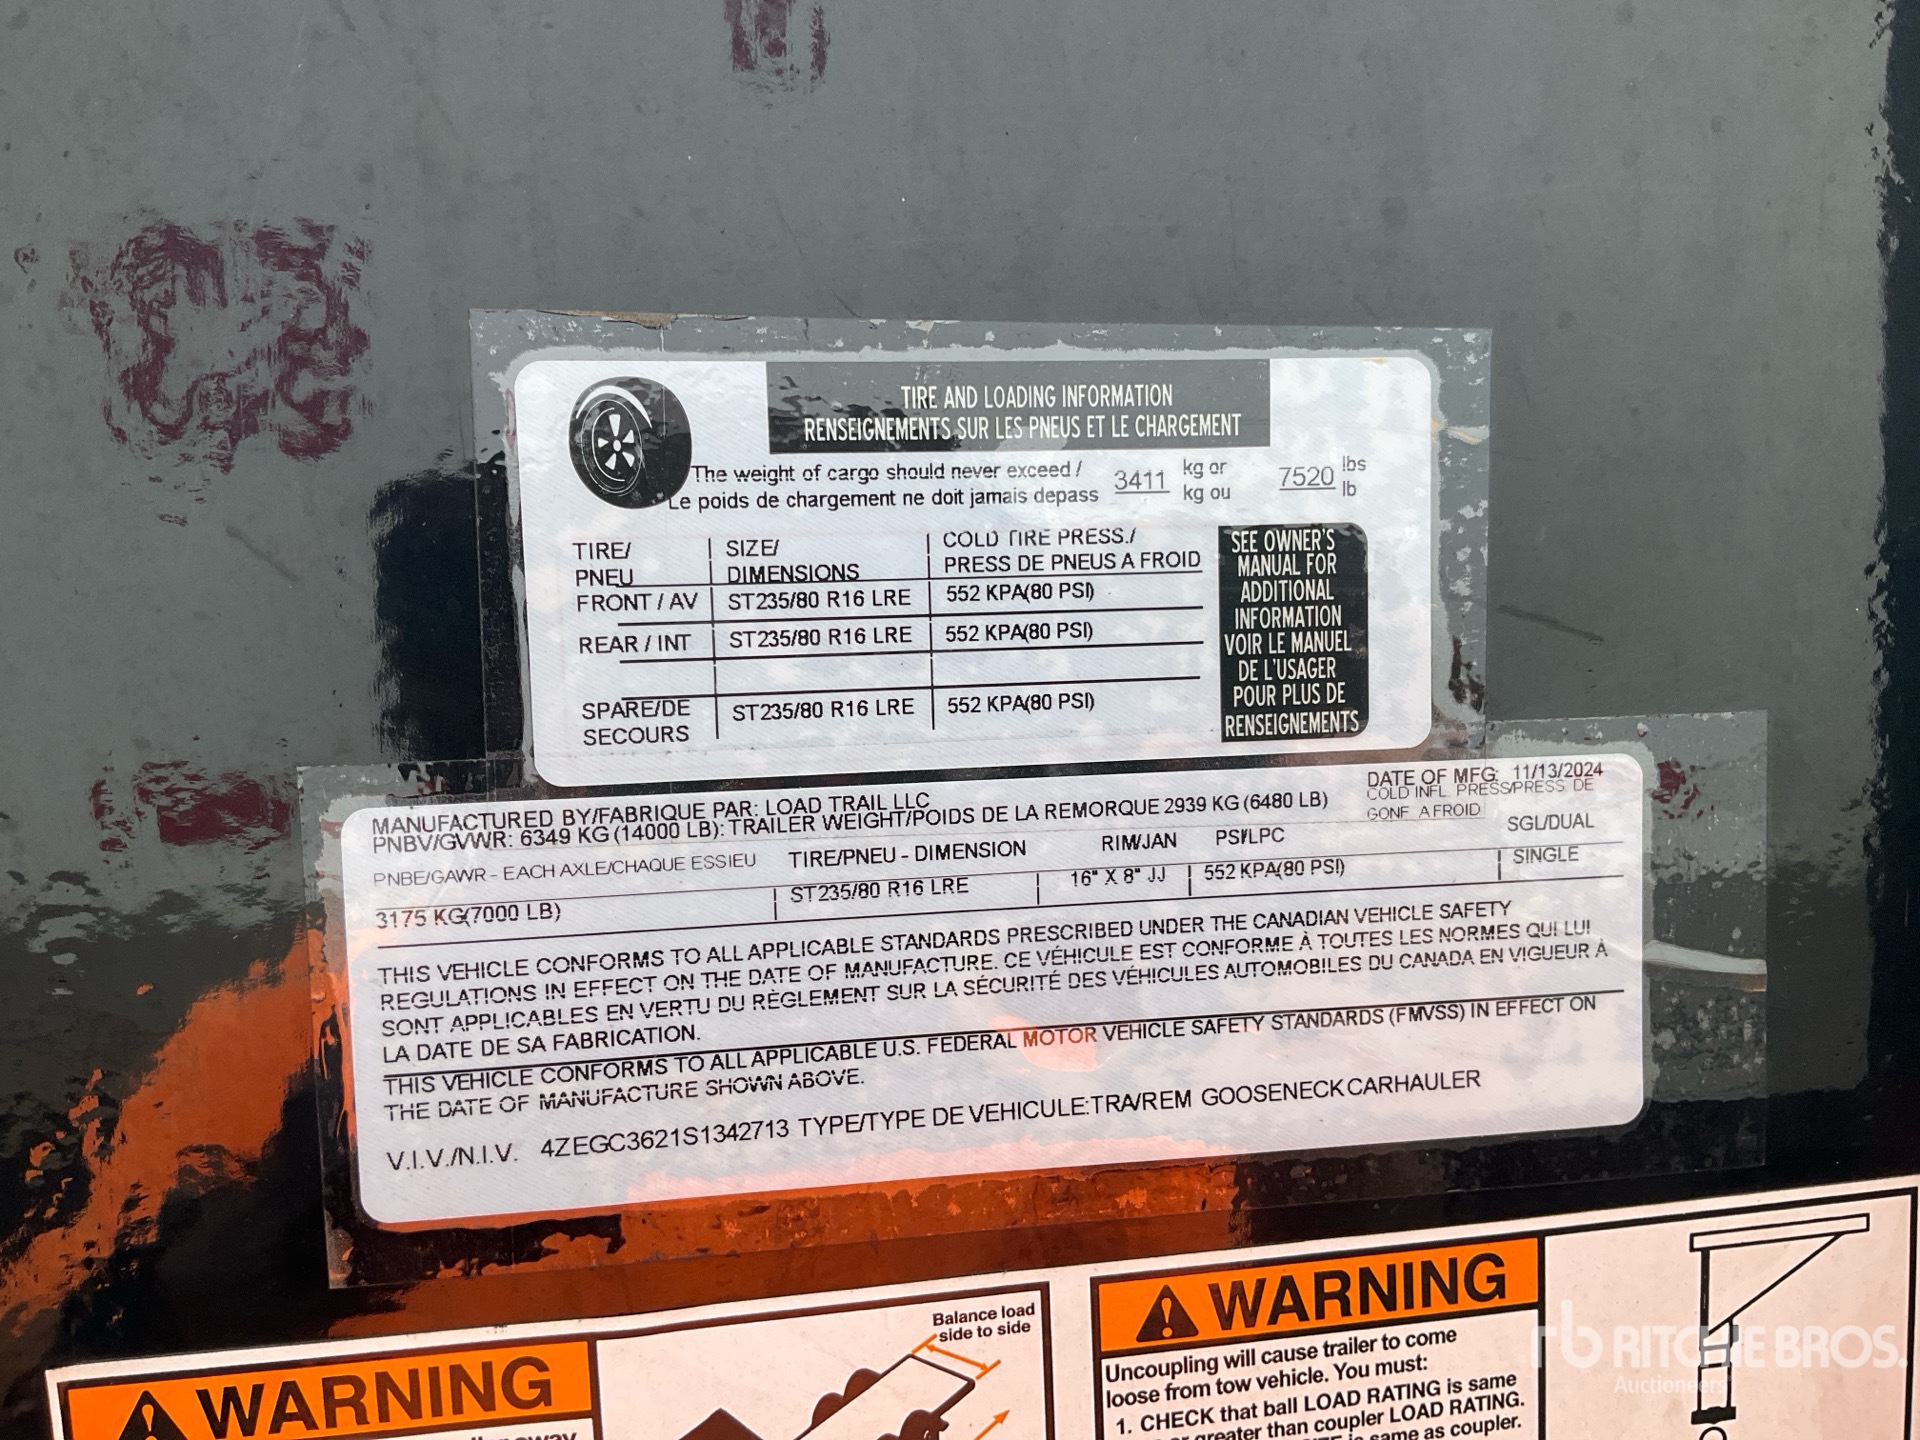 TIRE AND LOADING INFORMATION
RENSEIGNEMENTS SUR LES PNEUS ET LE CHARGEMENT
The weight of cargo should never exceed / 3411 kg or 7520 lbs
Le poids de chargement ne doit jamais depass kg ou lb
TIRE/ SIZE/ COLD TIRE PRESS./
PNEU DIMENSIONS PRESS DE PNEUS A FROID
FRONT / AV ST235/80 R16 LRE 552 KPA(80 PSI)
REAR / INT ST235/80 R16 LRE 552 KPA(80 PSI)
SPARE/DE ST235/80 R16 LRE 552 KPA(80 PSI)
SECOURS
SEE OWNER'S
MANUAL FOR
ADDITIONAL
INFORMATION
VOIR LE MANUEL
DE L'USAGER
POUR PLUS DE
RENSEIGNEMENTS
MANUFACTURED BY/FABRIQUE PAR: LOAD TRAIL LLC DATE OF MFG: 11/13/2024
PNBV/GVWR: 6349 KG (14000 LB): TRAILER WEIGHT/POIDS DE LA REMORQUE 2939 KG (6480 LB) COLD INFL. PRESS/PRESS. DE
GONF. A FROID
PNBE/GAWR - EACH AXLE/CHAQUE ESSIEU TIRE/PNEU - DIMENSION RIM/JAN PSI/LPC SGL/DUAL
3175 KG(7000 LB) ST235/80 R16 LRE 16" X 8" JJ 552 KPA(80 PSI) SINGLE
THIS VEHICLE CONFORMS TO ALL APPLICABLE STANDARDS PRESCRIBED UNDER THE CANADIAN VEHICLE SAFETY
REGULATIONS IN EFFECT ON THE DATE OF MANUFACTURE. CE VÉHICULE EST CONFORME À TOUTES LES NORMES QUI LUI
SONT APPLICABLES EN VERTU DU RÈGLEMENT SUR LA SÉCURITÉ DES VÉHICULES AUTOMOBILES DU CANADA EN VIGUEUR À
LA DATE DE SA FABRICATION.
THIS VEHICLE CONFORMS TO ALL APPLICABLE U.S. FEDERAL MOTOR VEHICLE SAFETY STANDARDS (FMVSS) IN EFFECT ON
THE DATE OF MANUFACTURE SHOWN ABOVE.
V.I.V./N.I.V. 4ZEGC3621S1342713 TYPE/TYPE DE VEHICULE:TRA/REM GOOSENECK CARHAULER
WARNING
Balance load
side to side
WARNING
Uncoupling will cause trailer to come
loose from tow vehicle. You must:
1. CHECK that ball LOAD RATING is same
greater than coupler LOAD RATING.
same as coupler.
rb RITCHIE BROS.
Auctioneers